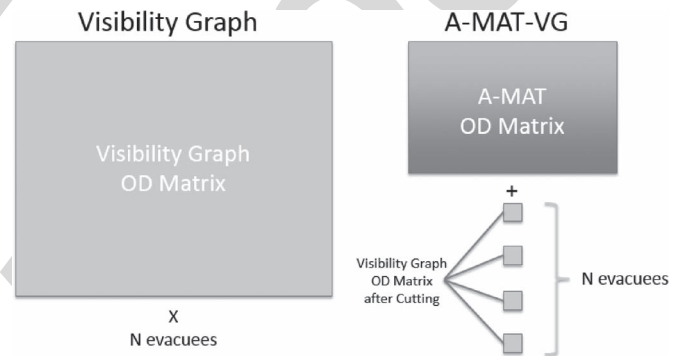 Visibility Graph
Visibility Graph
OD Matrix
X
N evacuees
A-MAT-VG
A-MAT
OD Matrix
+
Visibility Graph
OD Matrix
after Cutting
N evacuees